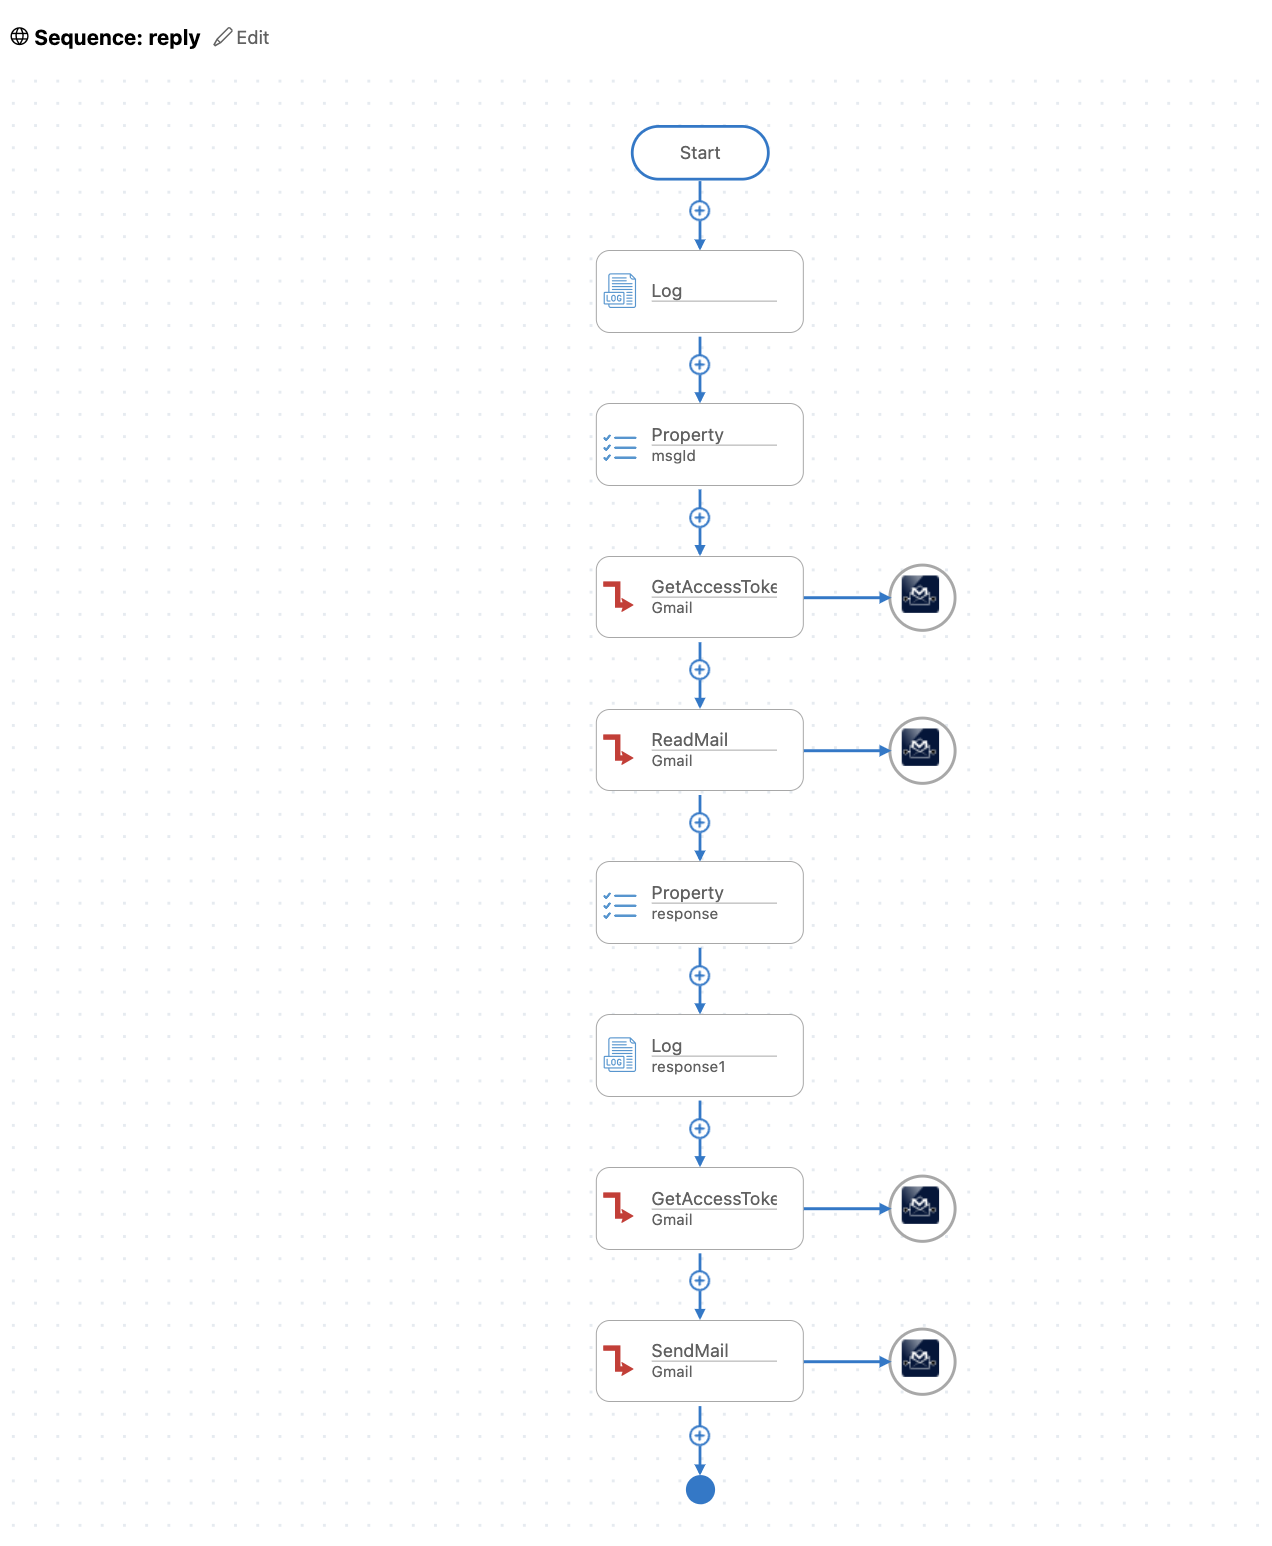 Sequence: reply Edit
Start
LOG
Log
Property
msgId
GetAccessToke
Gmail
ReadMail
Gmail
Property
response
LOG
Log
response1
GetAccessToke
Gmail
SendMail
Gmail